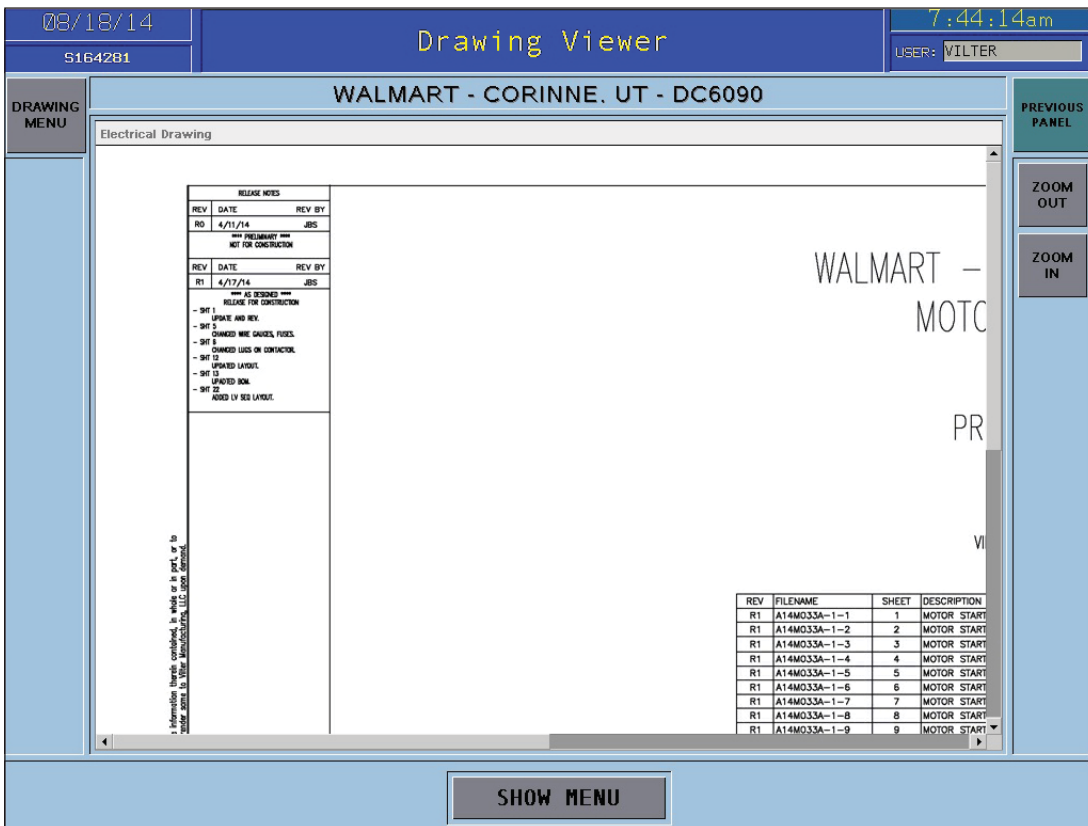 08/18/14
S164281
Drawing Viewer
7:44:14am
USER: VILTER
DRAWING
MENU
WALMART - CORINNE, UT - DC6090
PREVIOUS
PANEL
ZOOM
OUT
ZOOM
IN
Electrical Drawing
RELEASE NOTES
REV DATE REV BY
R0 4/11/14 JBS
**** PRELIMINARY ****
NOT FOR CONSTRUCTION
REV DATE REV BY
R1 4/17/14 JBS
**** AS DESIGNED ****
RELEASE FOR CONSTRUCTION
- SHT 1
UPDATE AND REV.
- SHT 5
CHANGED WIRE GAUGES, FUSES.
- SHT 6
CHANGED LUGS ON CONTACTOR.
- SHT 12
UPDATED LAYOUT.
- SHT 13
UPADTED BOM.
- SHT 22
ADDED LV SEQ LAYOUT.
WALMART -
MOTO
PR
VI
s information therein contained, in whole or in part, or to
ender same to Vilter Manufacturing, LLC upon demand.
REV FILENAME SHEET DESCRIPTION
R1 A14M033A-1-1 1 MOTOR START
R1 A14M033A-1-2 2 MOTOR START
R1 A14M033A-1-3 3 MOTOR START
R1 A14M033A-1-4 4 MOTOR START
R1 A14M033A-1-5 5 MOTOR START
R1 A14M033A-1-6 6 MOTOR START
R1 A14M033A-1-7 7 MOTOR START
R1 A14M033A-1-8 8 MOTOR START
R1 A14M033A-1-9 9 MOTOR START
SHOW MENU